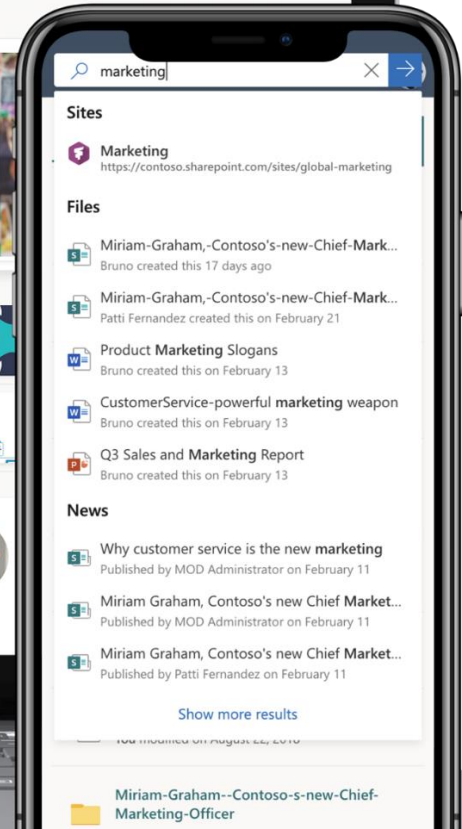 marketing
Sites
Marketing
https://contoso.sharepoint.com/sites/global-marketing
Files
Miriam-Graham,-Contoso's-new-Chief-Mark...
Bruno created this 17 days ago
Miriam-Graham,-Contoso's-new-Chief-Mark...
Patti Fernandez created this on February 21
Product Marketing Slogans
Bruno created this on February 13
CustomerService-powerful marketing weapon
Bruno created this on February 13
Q3 Sales and Marketing Report
Bruno created this on February 13
News
Why customer service is the new marketing
Published by MOD Administrator on February 11
Miriam Graham, Contoso's new Chief Market...
Published by MOD Administrator on February 11
Miriam Graham, Contoso's new Chief Market...
Published by Patti Fernandez on February 11
Show more results
You modified on August 22, 2018
Miriam-Graham--Contoso-s-new-Chief-
Marketing-Officer